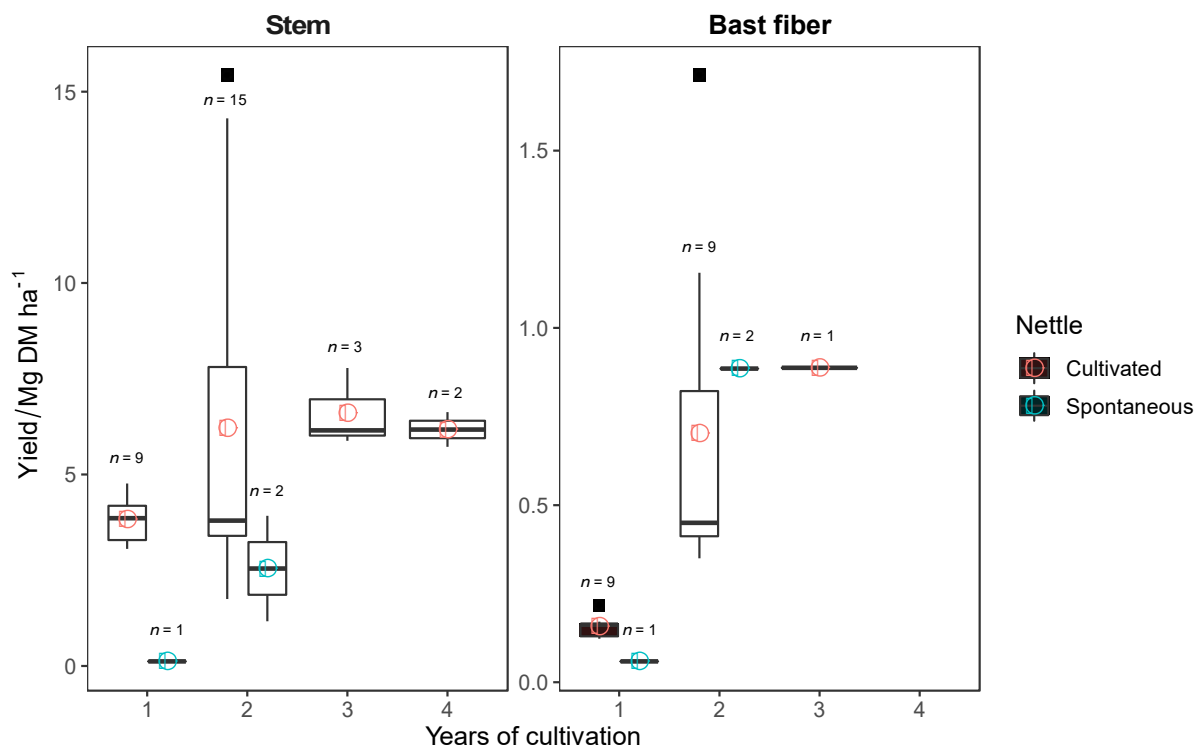 Stem
Bast fiber
15
10
5
0
n = 15
n = 9
n = 3
n = 2
n = 2
n = 1
1 2 3 4
1.5
1.0
0.5
0.0
n = 9
n = 2
n = 1
n = 9
n = 1
1 2 3 4
Yield/Mg DM ha⁻¹
Years of cultivation
Nettle
Cultivated
Spontaneous